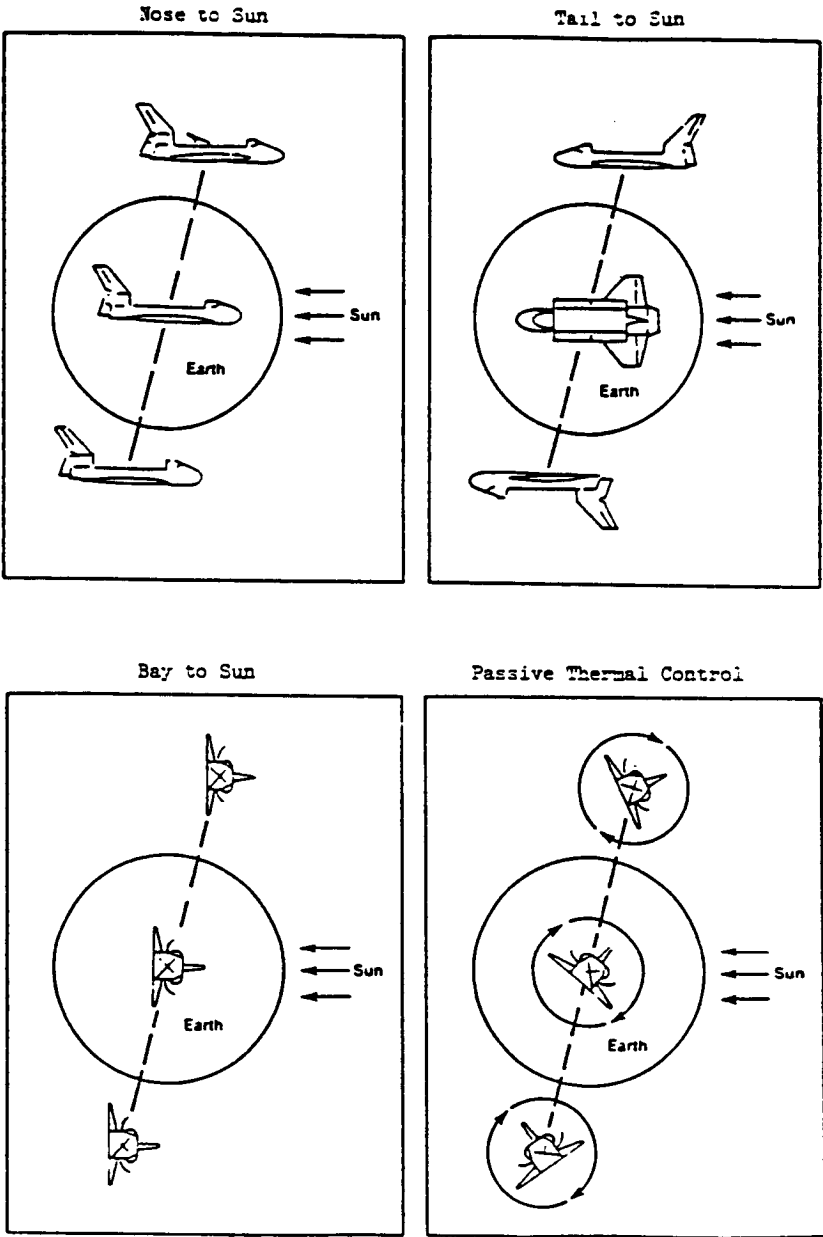 Nose to Sun
Tail to Sun
Sun
Earth
Sun
Earth
Bay to Sun
Passive Thermal Control
Sun
Earth
Sun
Earth